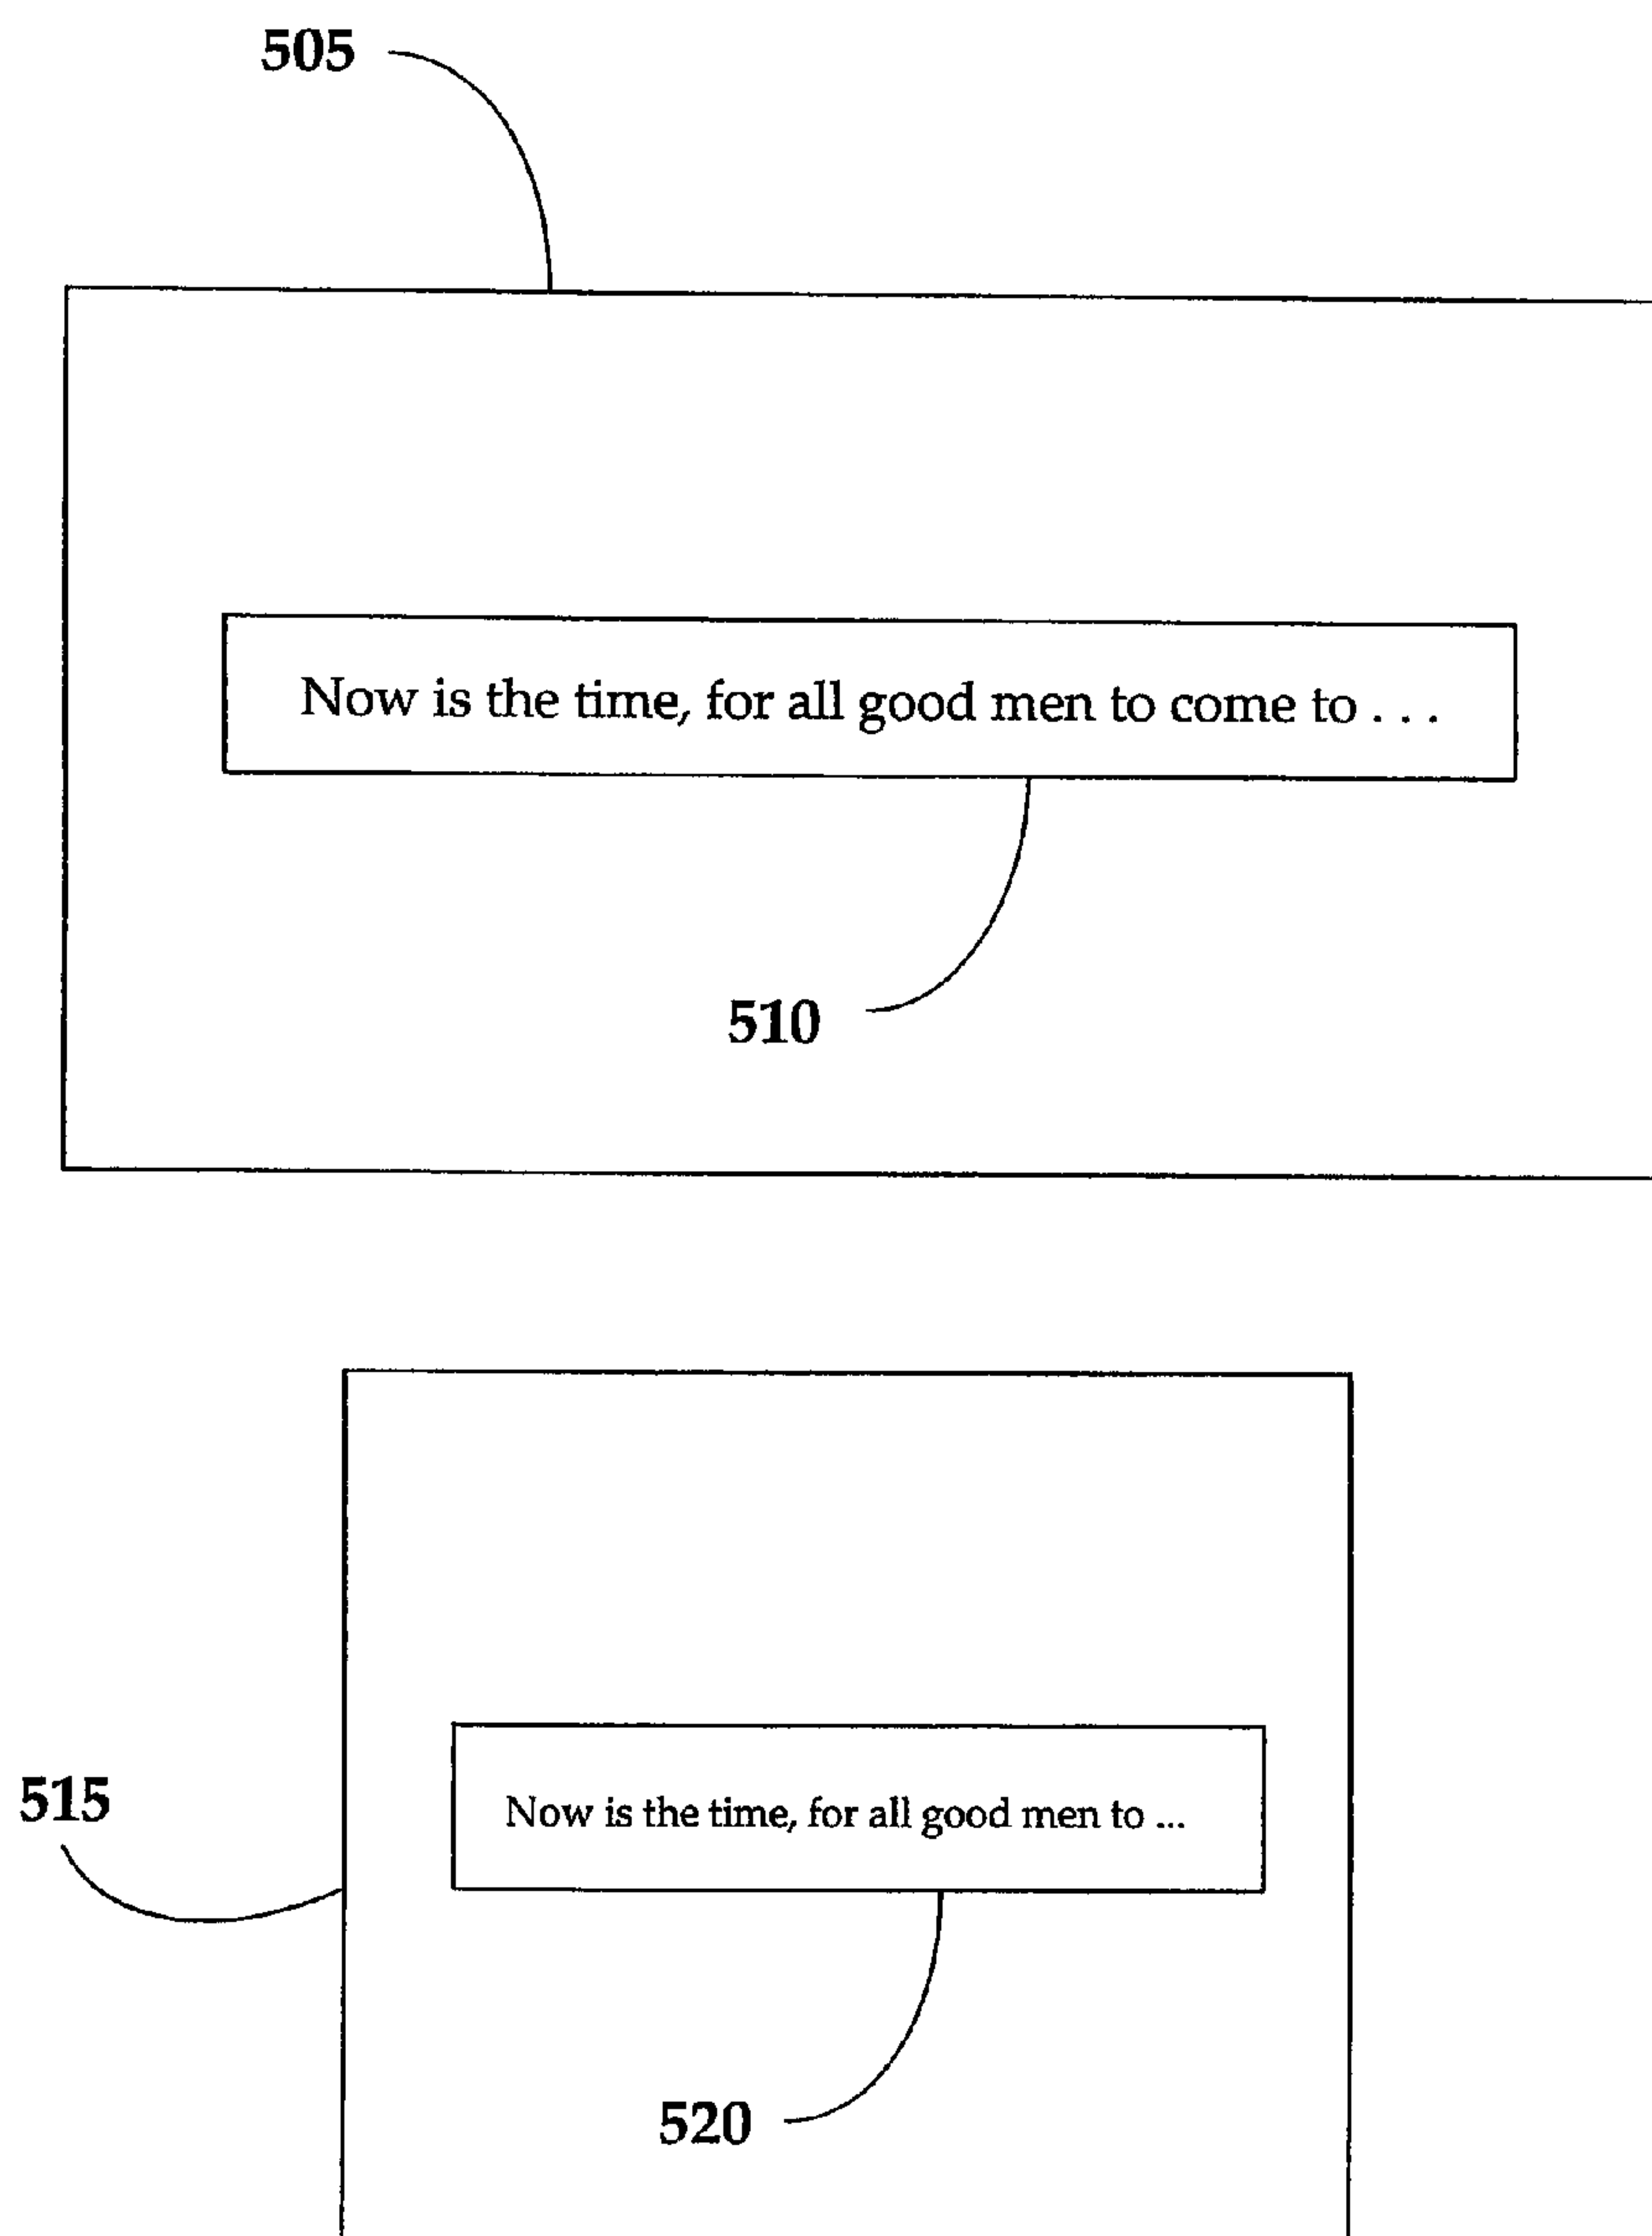 505
Now is the time, for all good men to come to . . .
510
515
Now is the time, for all good men to ...
520